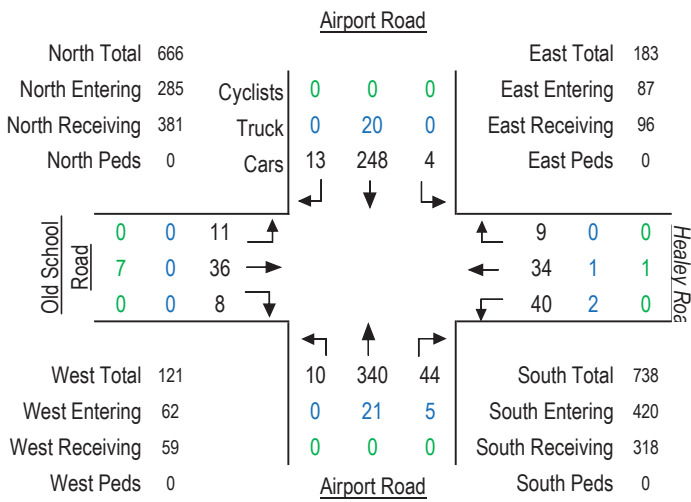 Airport Road
North Total 666
North Entering 285
North Receiving 381
North Peds 0
East Total 183
East Entering 87
East Receiving 96
East Peds 0
Cyclists 0 0 0
Truck 0 20 0
Cars 13 248 4
Old School
Road
0 0 11
7 0 36
0 0 8
9 0 0
34 1 1
40 2 0
Healey Roa
10 340 44
0 21 5
0 0 0
West Total 121
West Entering 62
West Receiving 59
West Peds 0
South Total 738
South Entering 420
South Receiving 318
South Peds 0
Airport Road